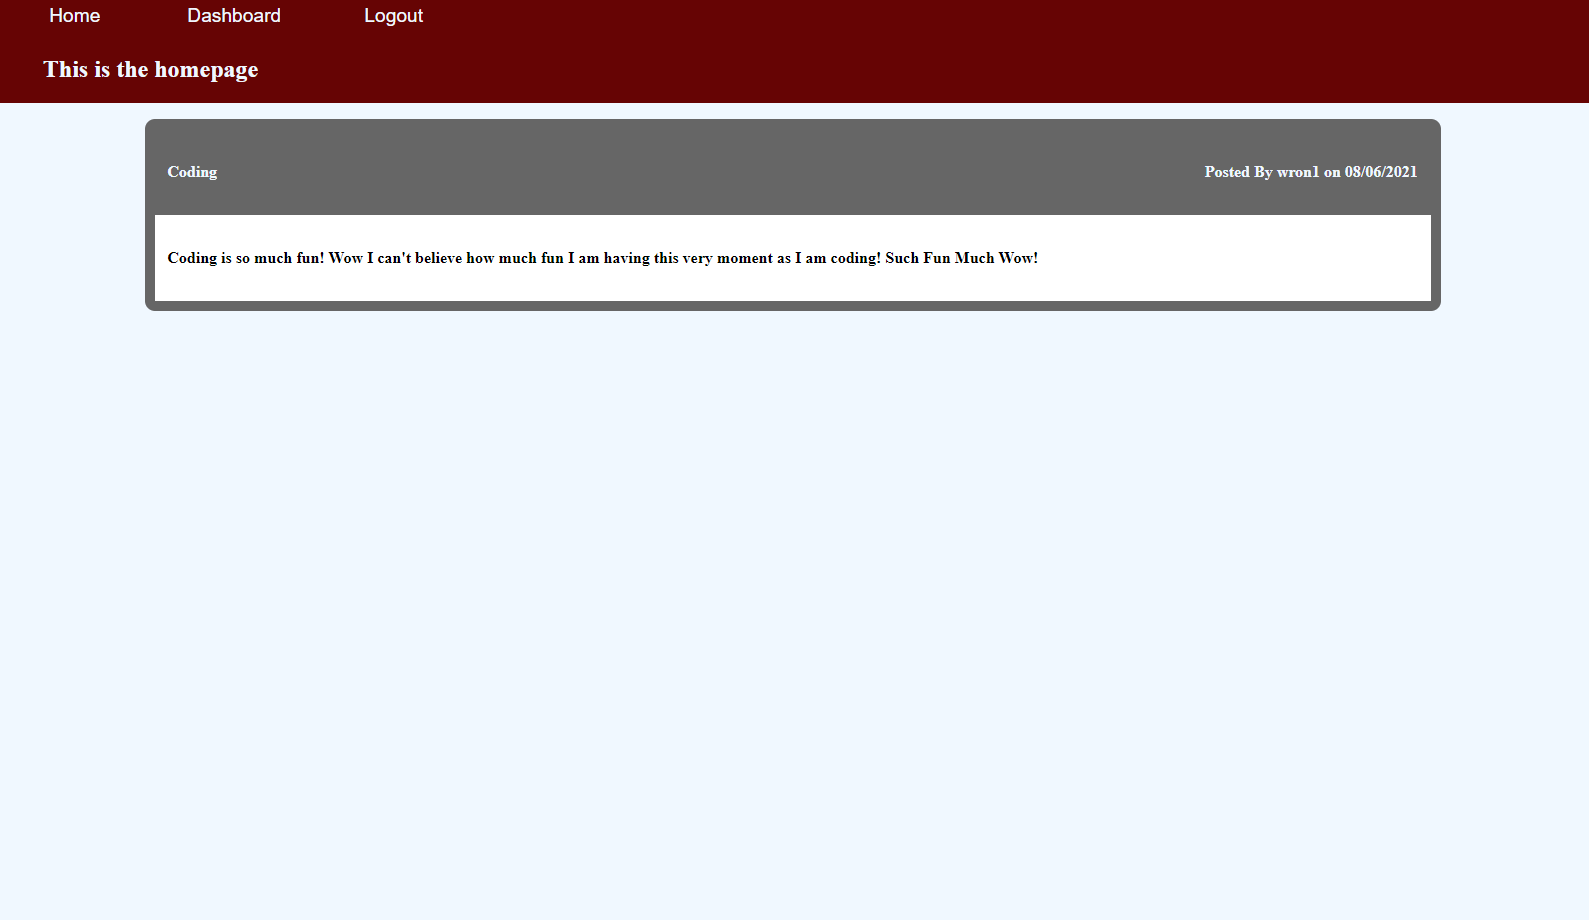 Home Dashboard Logout
This is the homepage
Coding Posted By wron1 on 08/06/2021
Coding is so much fun! Wow I can't believe how much fun I am having this very moment as I am coding! Such Fun Much Wow!